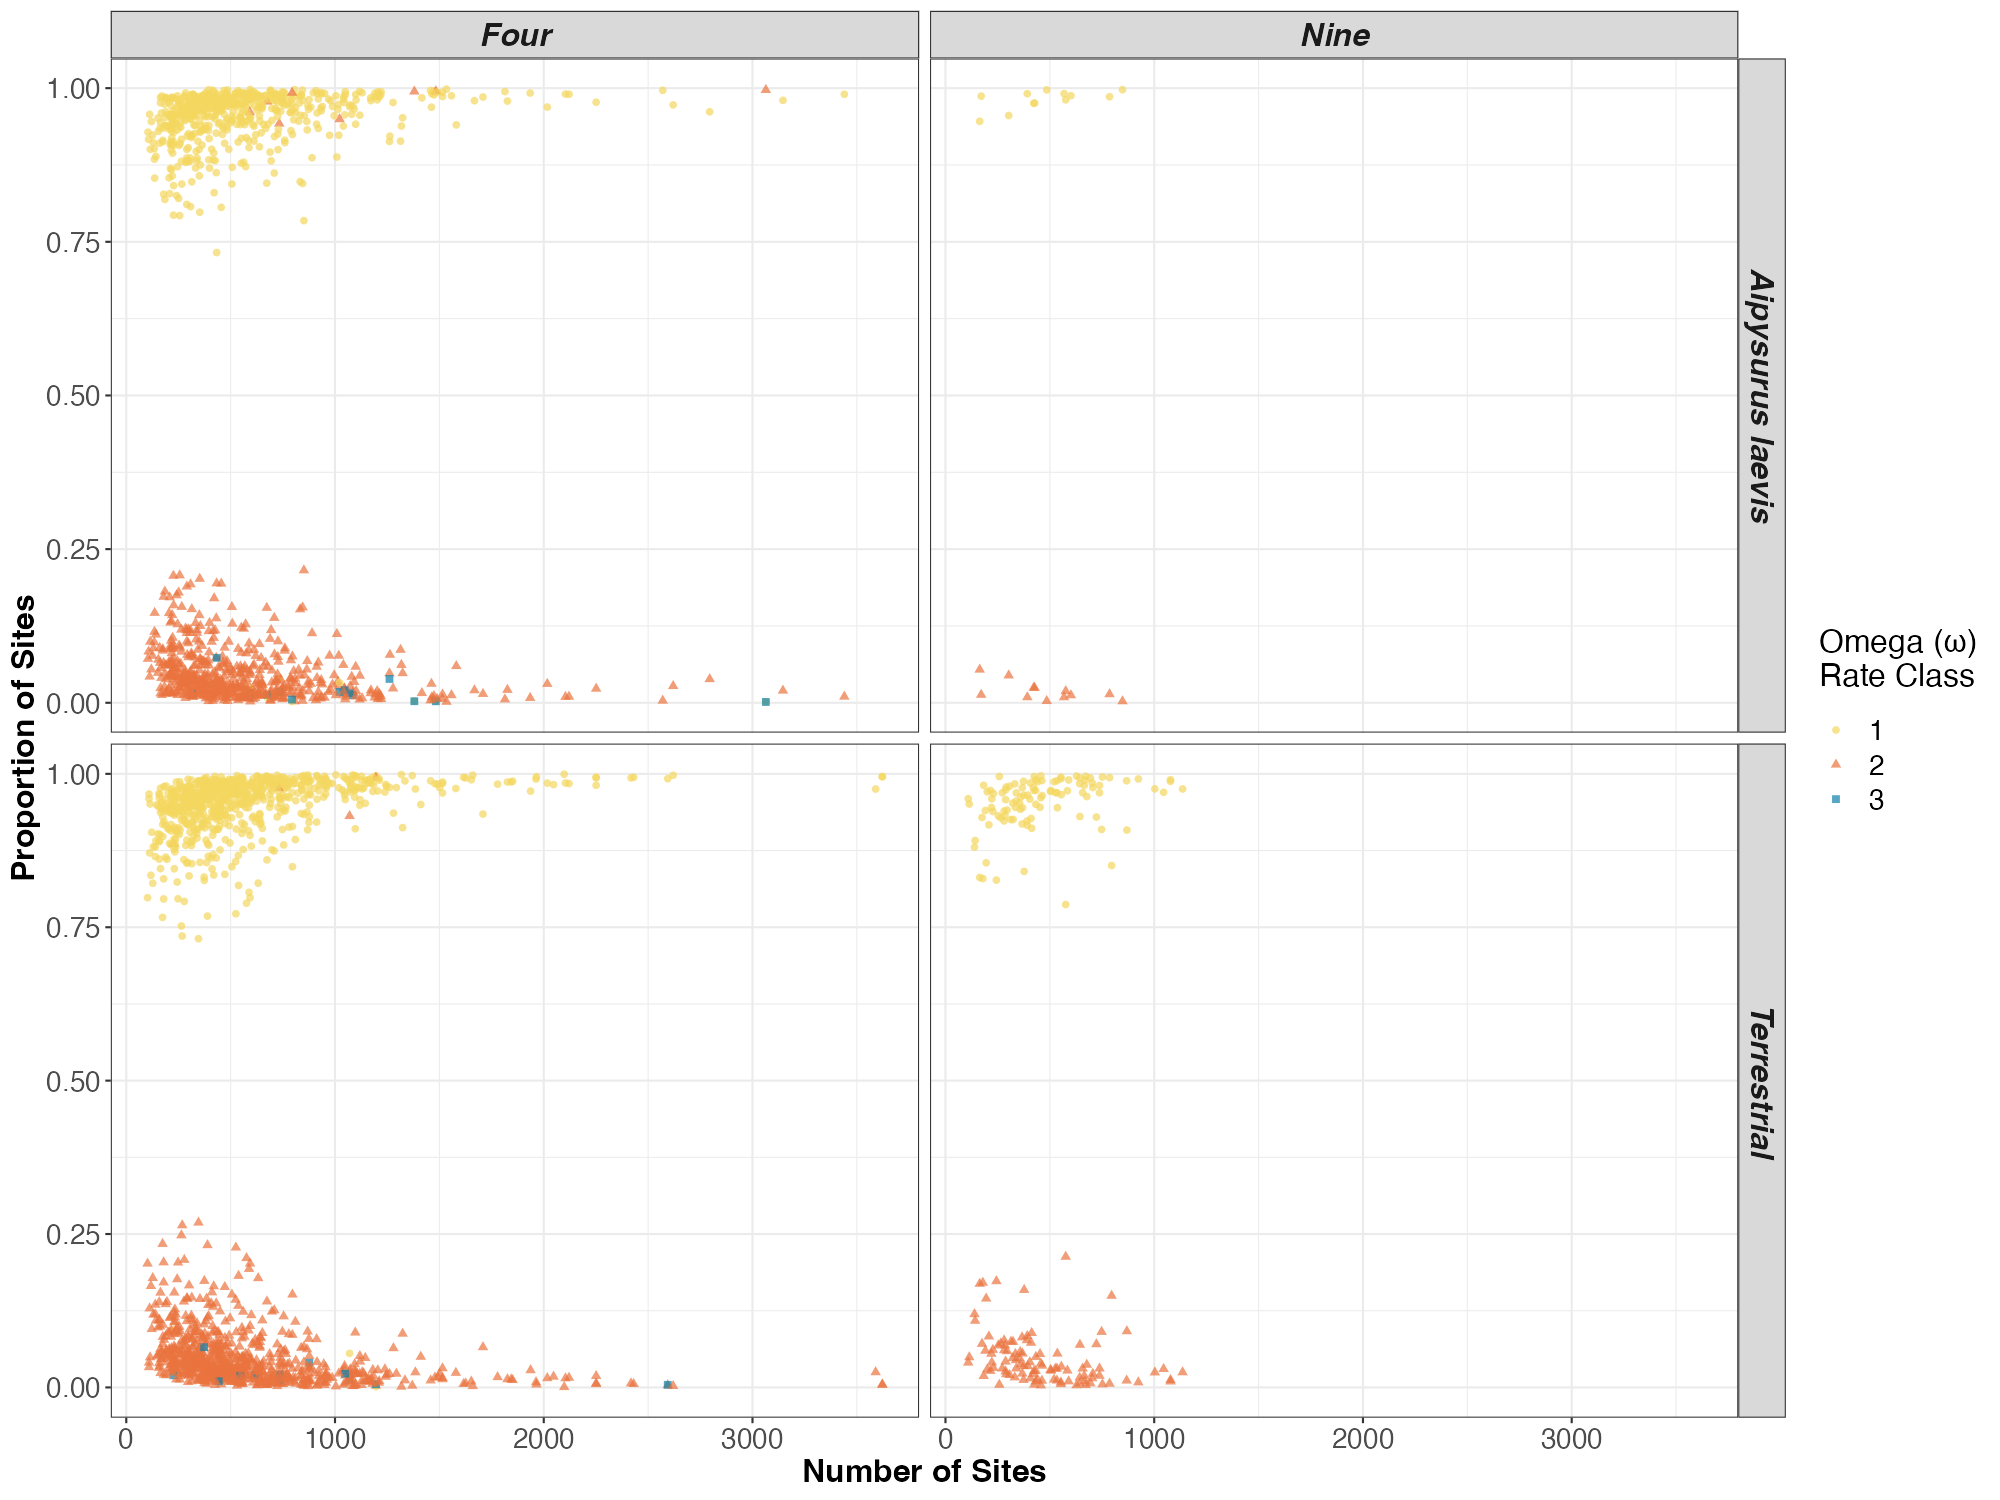 Four
Nine
1.00
0.75
0.50
0.25
0.00
Aipysurus laevis
1.00
0.75
0.50
0.25
0.00
Terrestrial
Proportion of Sites
0 1000 2000 3000
0 1000 2000 3000
Number of Sites
Omega (ω)
Rate Class
1
2
3